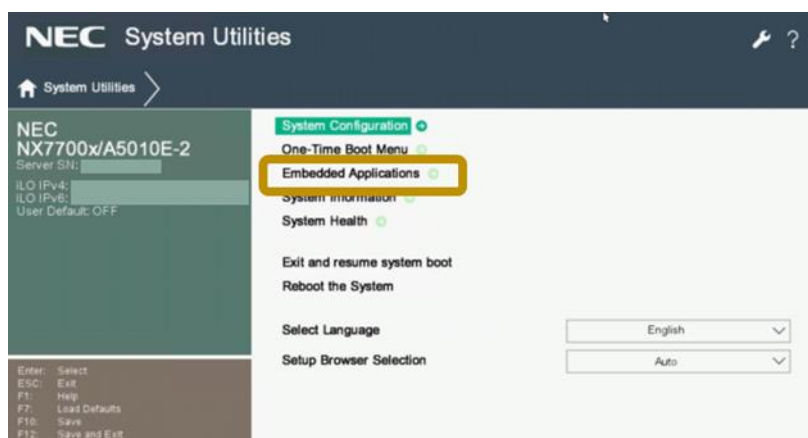 NEC System Utilities
?
System Utilities
NEC
NX7700x/A5010E-2
Server SN:
iLO IPv4:
iLO IPv6:
User Default: OFF
System Configuration
One-Time Boot Menu
Embedded Applications
System Information
System Health
Exit and resume system boot
Reboot the System
Select Language English
Setup Browser Selection Auto
Enter: Select
ESC: Exit
F1: Help
F7: Load Defaults
F10: Save
F12: Save and Exit